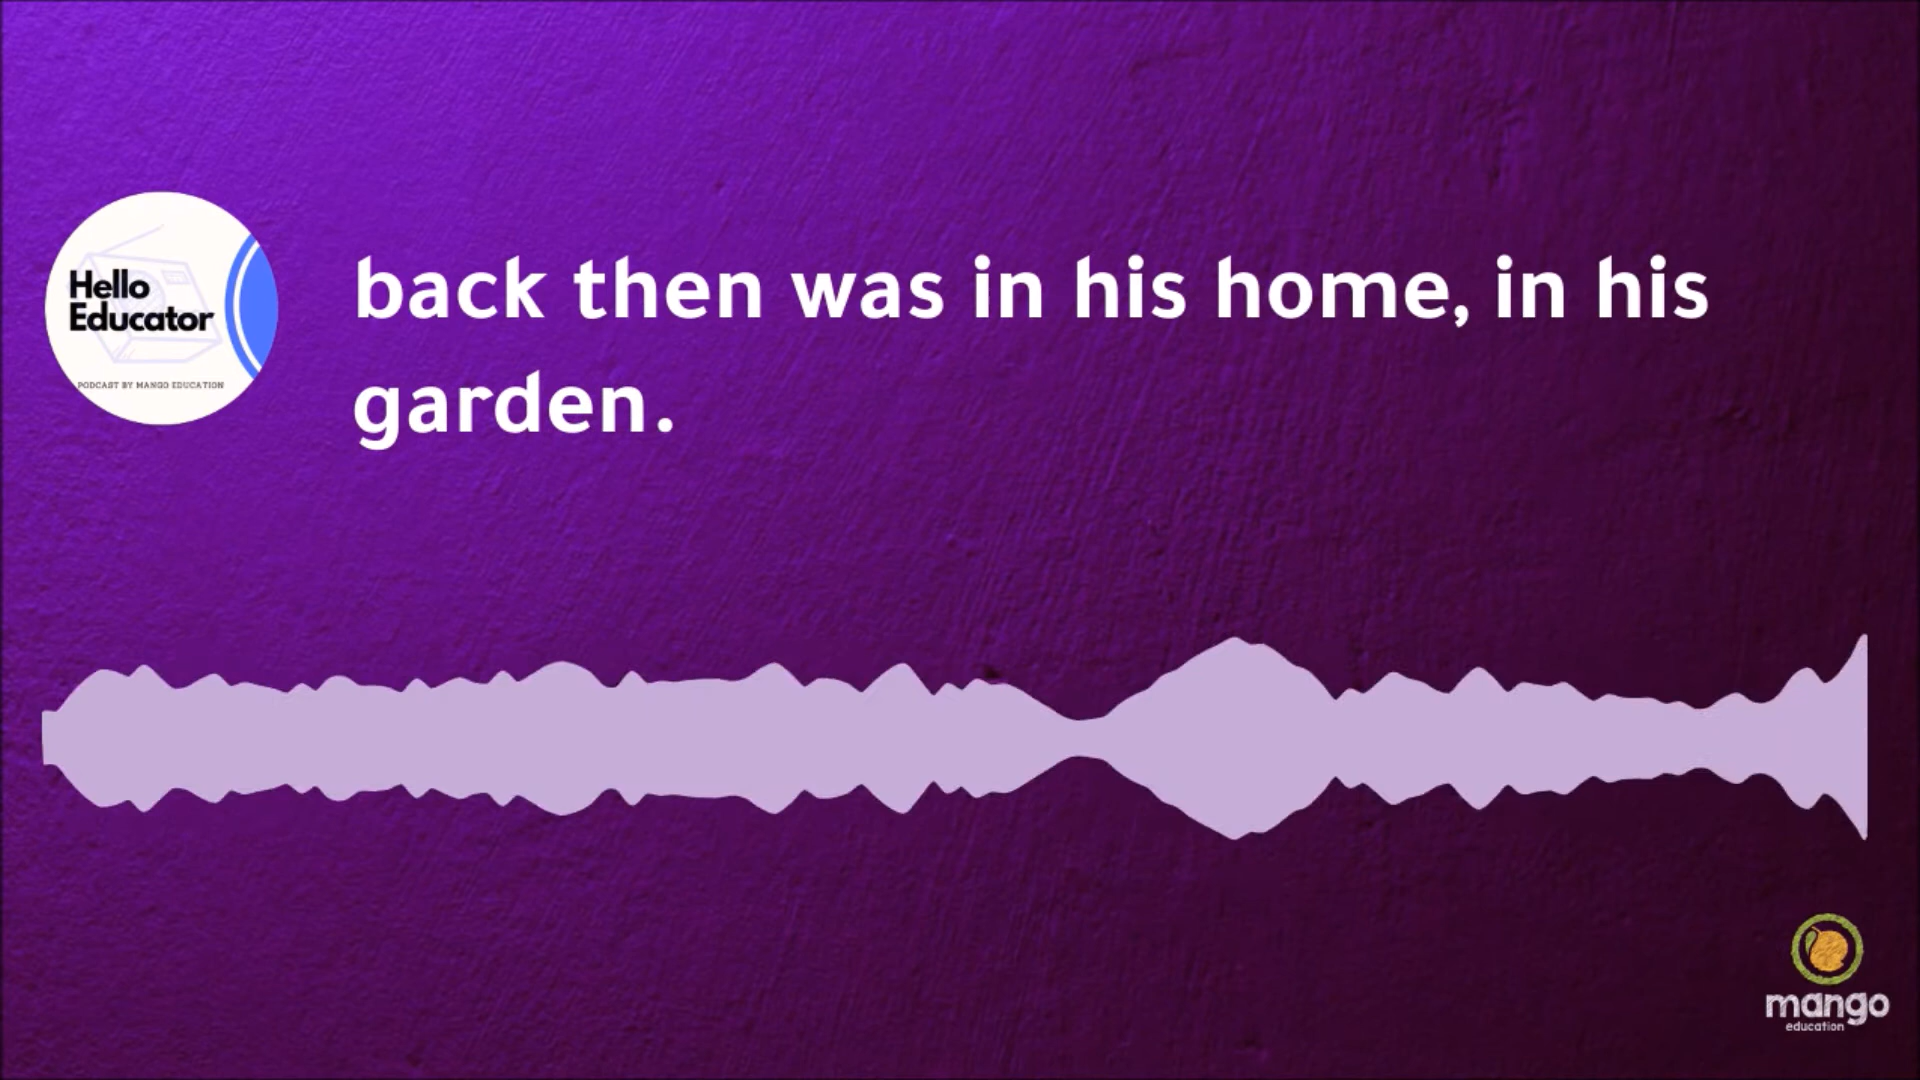 Hello
Educator
PODCAST BY MANGO EDUCATION
back then was in his home, in his
garden.
mango
education